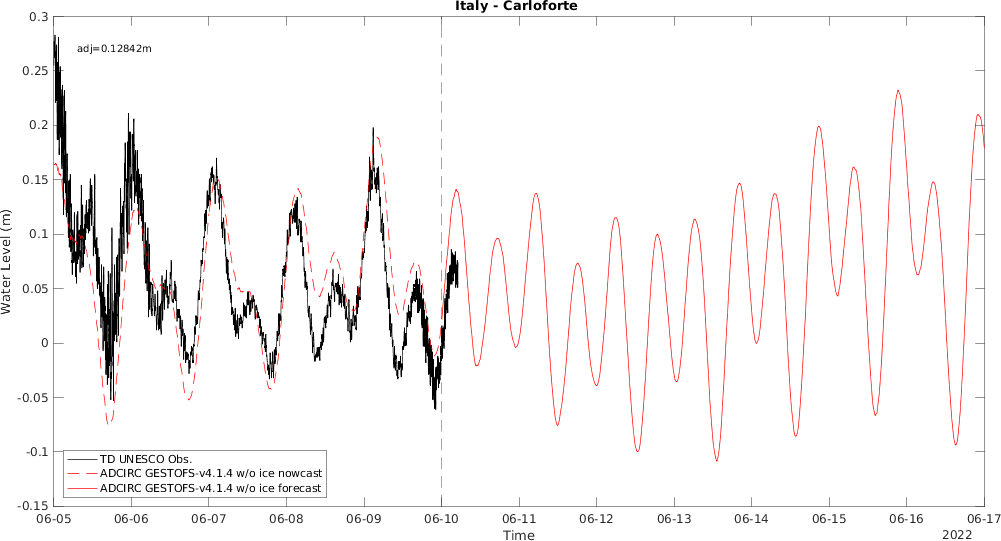 Italy - Carloforte
adj=0.12842m
Water Level (m)
0.3
0.25
0.2
0.15
0.1
0.05
0
-0.05
-0.1
-0.15
TD UNESCO Obs.
ADCIRC GESTOFS-v4.1.4 w/o ice nowcast
ADCIRC GESTOFS-v4.1.4 w/o ice forecast
06-05 06-06 06-07 06-08 06-09 06-10 06-11 06-12 06-13 06-14 06-15 06-16 06-17
Time
2022